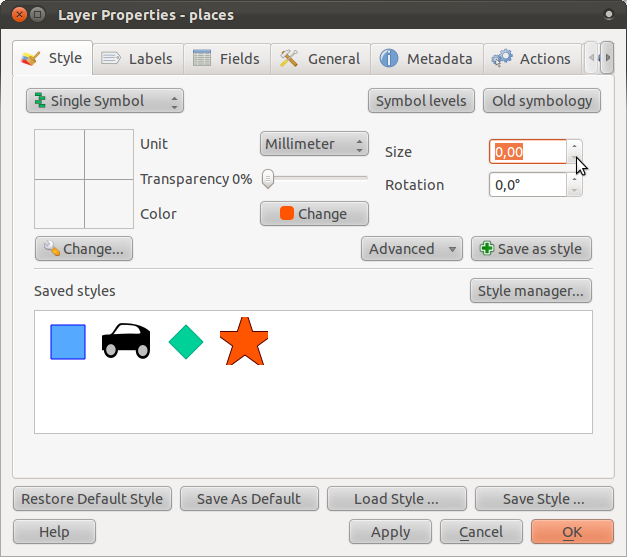 Layer Properties - places
Style Labels Fields General Metadata Actions
Single Symbol Symbol levels Old symbology
Unit Millimeter Size 0,00
Transparency 0% Rotation 0,0°
Color Change
Change... Advanced Save as style
Saved styles Style manager...
Restore Default Style Save As Default Load Style ... Save Style ...
Help Apply Cancel OK